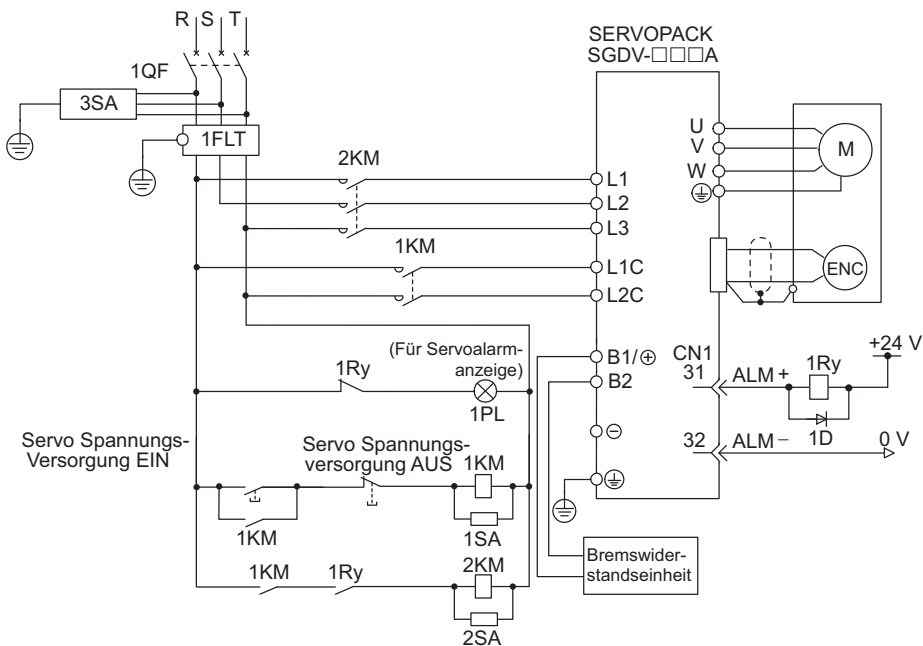 R S T
1QF
3SA
1FLT
2KM
1KM
SERVOPACK
SGDV-□□□A
U
V
W
M
L1
L2
L3
L1C
L2C
ENC
B1/⊕
B2
⊖
CN1
31
ALM +
1Ry
+24 V
1D
32
ALM −
0 V
(Für Servoalarm-
anzeige)
1Ry
1PL
Servo Spannungs-
Versorgung EIN
Servo Spannungs-
versorgung AUS
1KM
1SA
1KM
1KM
1Ry
2KM
2SA
Bremswider-
standseinheit